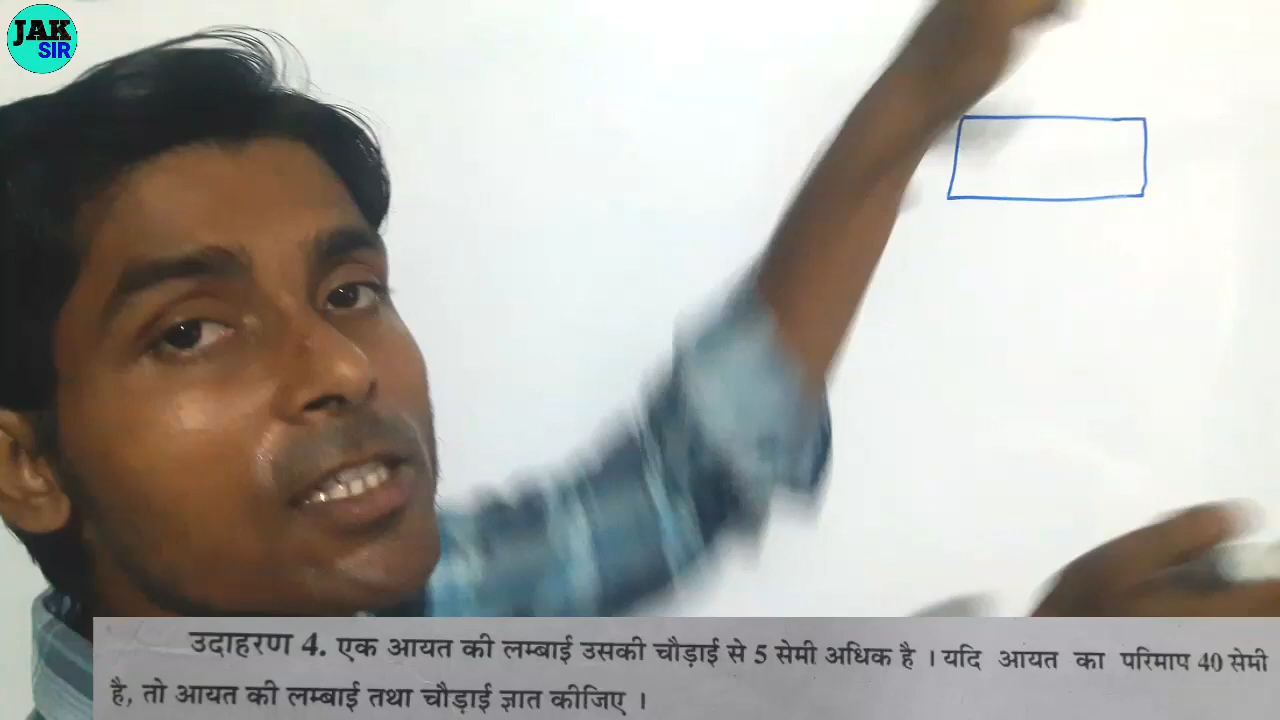 JAK
SIR
उदाहरण 4. एक आयत की लम्बाई उसकी चौड़ाई से 5 सेमी अधिक है । यदि आयत का परिमाप 40 सेमी
है, तो आयत की लम्बाई तथा चौड़ाई ज्ञात कीजिए ।